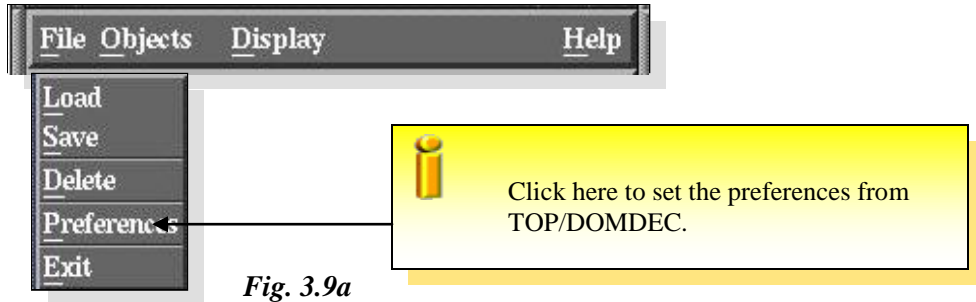 File Objects Display Help
Load
Save
Delete
Preferences
Exit
Click here to set the preferences from
TOP/DOMDEC.
Fig. 3.9a